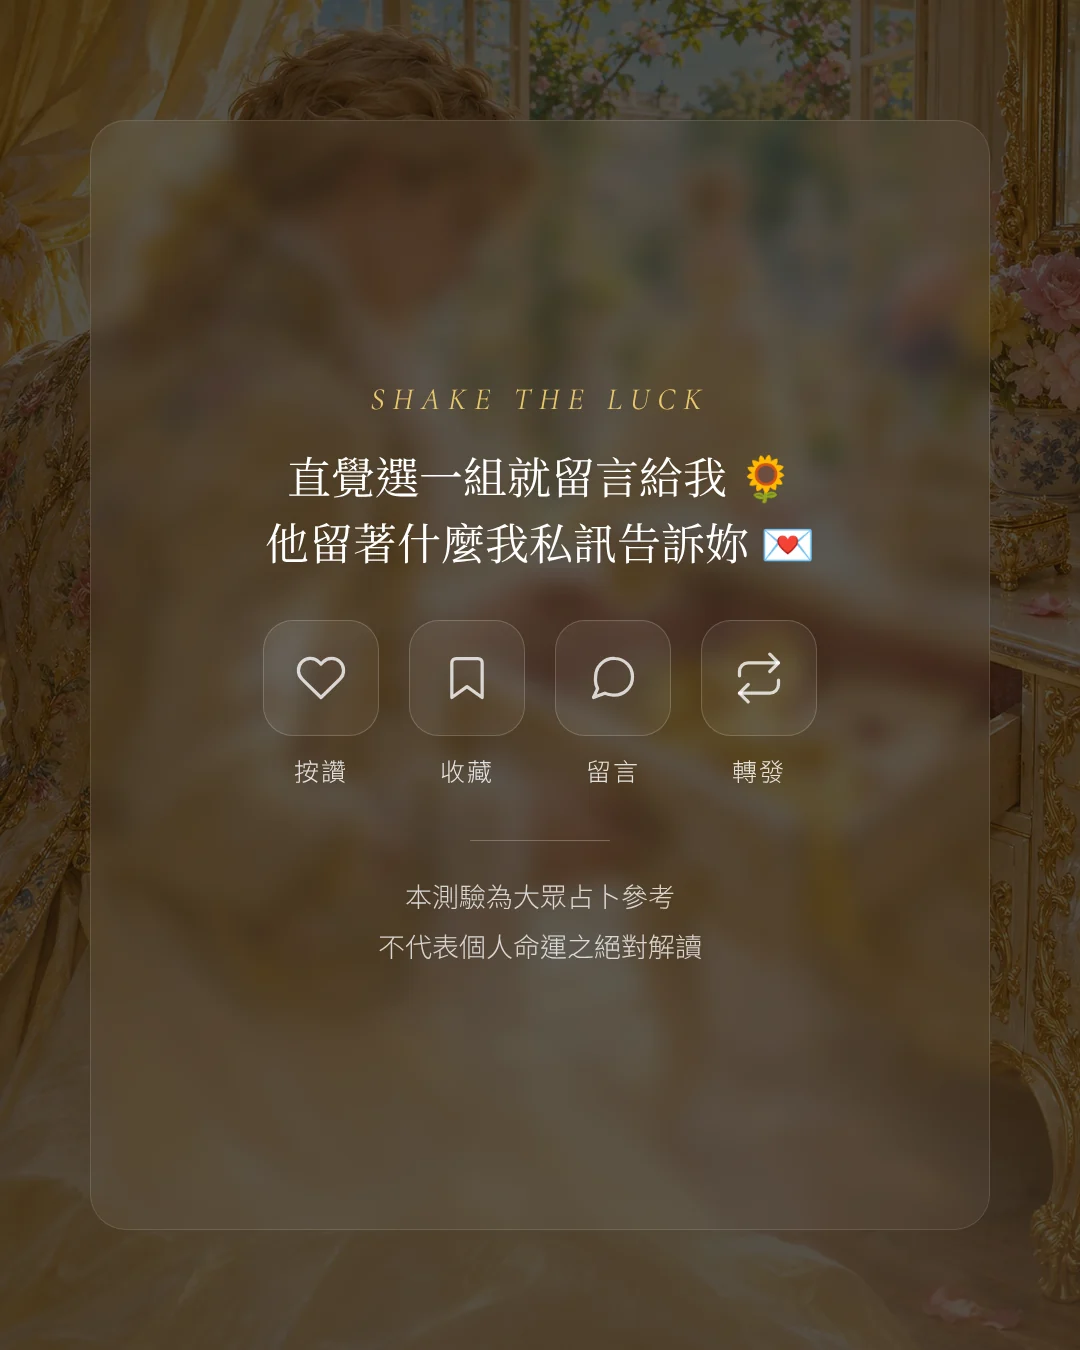 SHAKE THE LUCK
直覺選一組就留言給我 🌻
他留著什麼我私訊告訴妳 💌
按讚
收藏
留言
轉發
本測驗為大眾占卜參考
不代表個人命運之絕對解讀